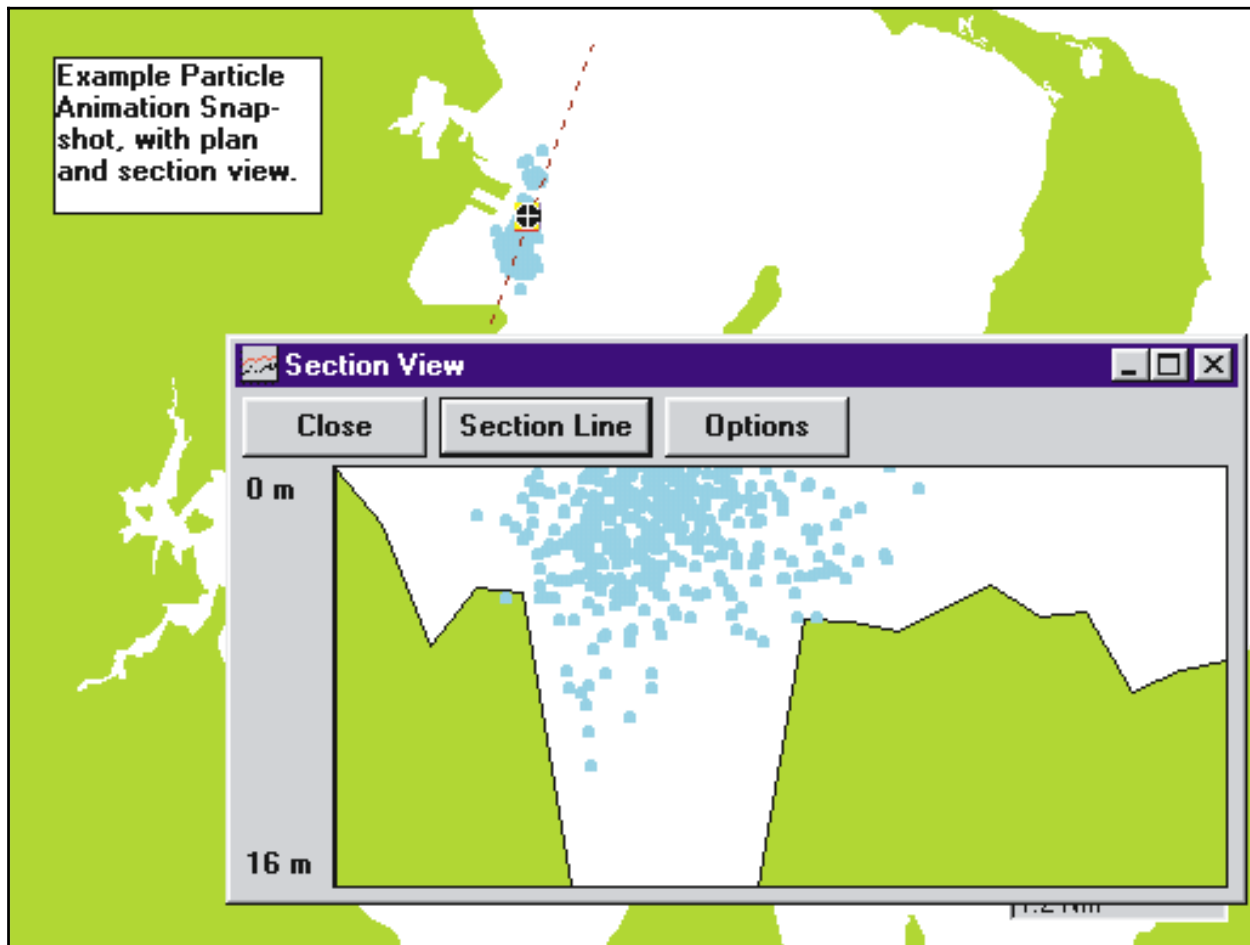 Example Particle
Animation Snap-
shot, with plan
and section view.
Section View
Close
Section Line
Options
0 m
16 m